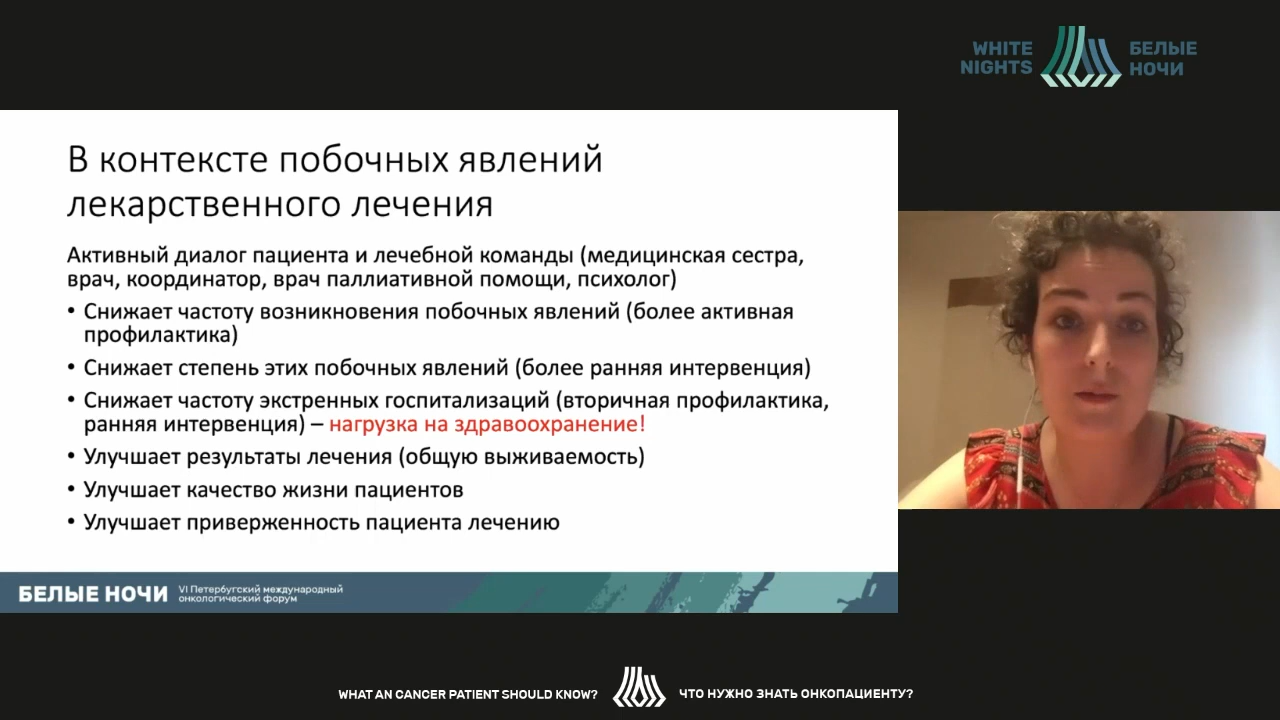 WHITE
NIGHTS
БЕЛЫЕ
НОЧИ
В контексте побочных явлений
лекарственного лечения
Активный диалог пациента и лечебной команды (медицинская сестра,
врач, координатор, врач паллиативной помощи, психолог)
• Снижает частоту возникновения побочных явлений (более активная
профилактика)
• Снижает степень этих побочных явлений (более ранняя интервенция)
• Снижает частоту экстренных госпитализаций (вторичная профилактика,
ранняя интервенция) – нагрузка на здравоохранение!
• Улучшает результаты лечения (общую выживаемость)
• Улучшает качество жизни пациентов
• Улучшает приверженность пациента лечению
БЕЛЫЕ НОЧИ
VI Петербугский международный
онкологический форум
WHAT AN CANCER PATIENT SHOULD KNOW?
ЧТО НУЖНО ЗНАТЬ ОНКОПАЦИЕНТУ?